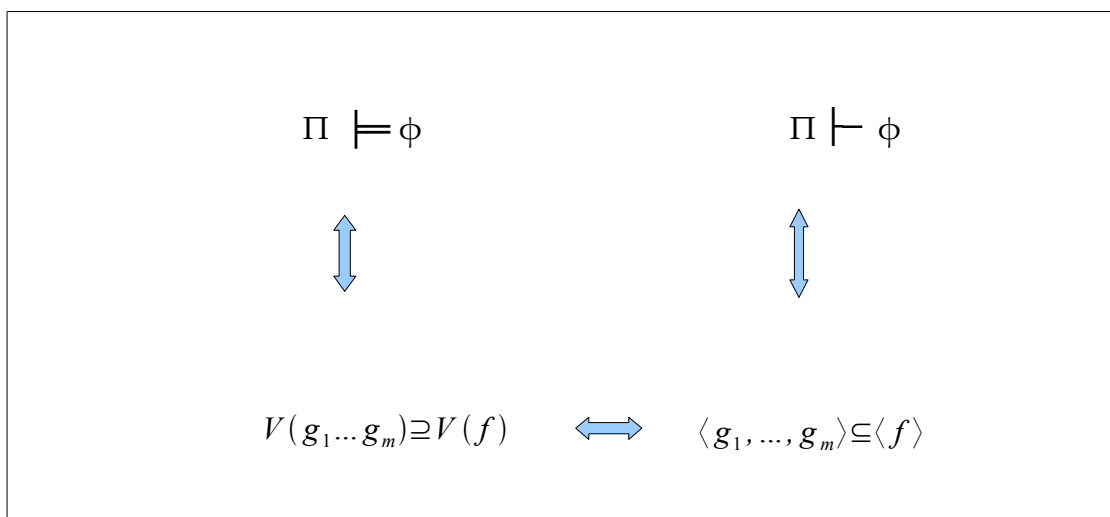 Π ⊨ ϕ Π ⊢ ϕ
V(g₁...gₘ)⊇V(f) ⟨g₁,...,gₘ⟩⊆⟨f⟩